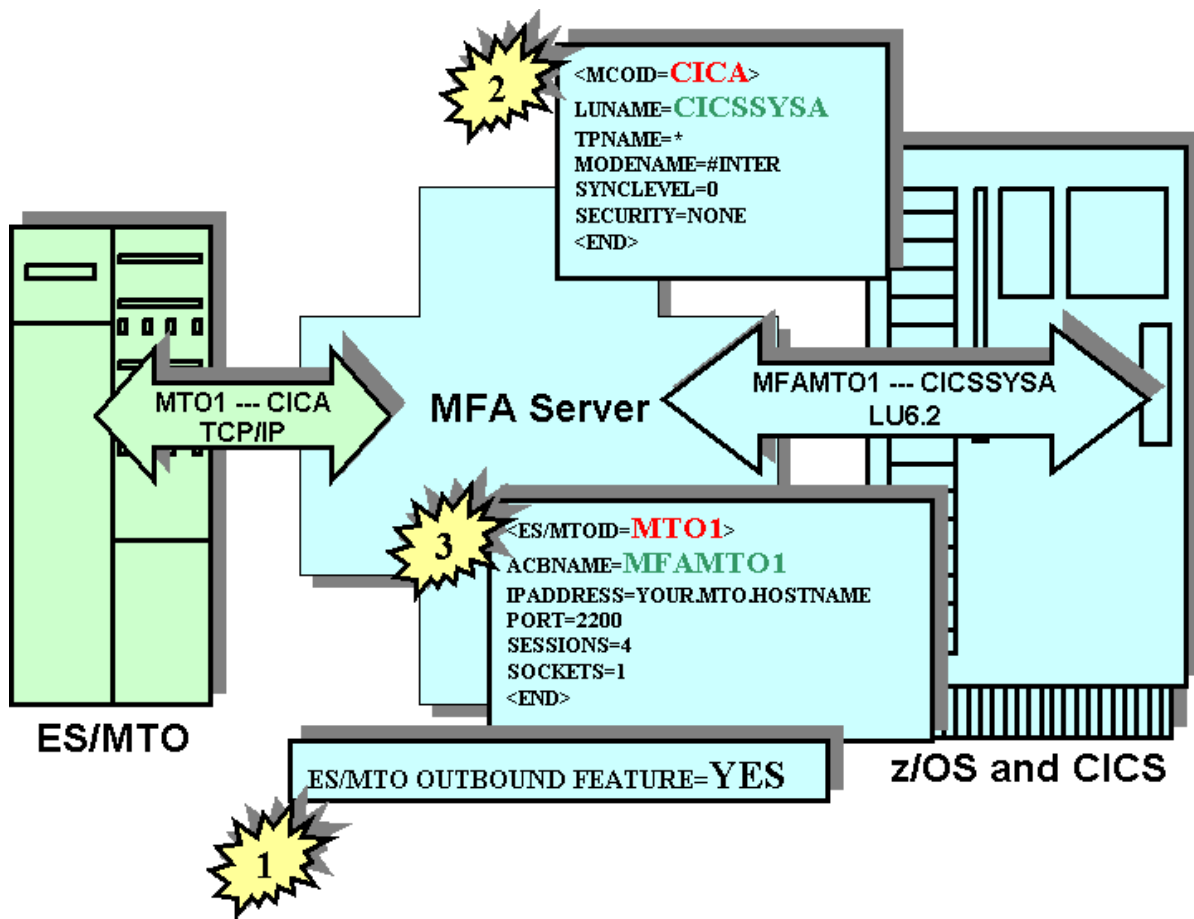 2
<MCOID=CICA>
LUNAME=CICSSYSA
TPNAME=*
MODENAME=#INTER
SYNCLEVEL=0
SECURITY=NONE
<END>
MTO1 --- CICA
TCP/IP
MFA Server
MFAMTO1 --- CICSSYSA
LU6.2
3
<ES/MTOID=MTO1>
ACBNAME=MFAMTO1
IPADDRESS=YOUR.MTO.HOSTNAME
PORT=2200
SESSIONS=4
SOCKETS=1
<END>
ES/MTO
z/OS and CICS
ES/MTO OUTBOUND FEATURE=YES
1